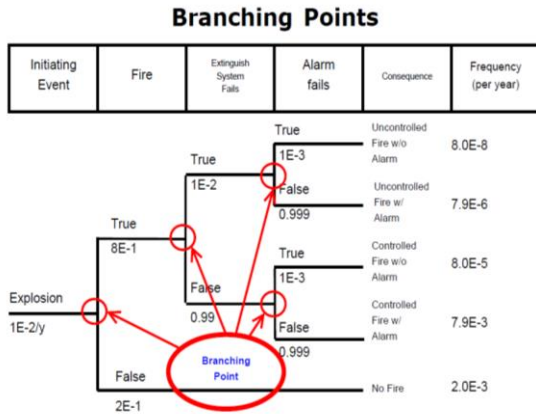 Branching Points
Initiating
Event
Fire
Extinguish
System
Fails
Alarm
fails
Consequence
Frequency
(per year)
True
1E-3
Uncontrolled
Fire w/o
Alarm
8.0E-8
True
1E-2
False
0.999
Uncontrolled
Fire w/
Alarm
7.9E-6
True
8E-1
True
1E-3
Controlled
Fire w/o
Alarm
8.0E-5
False
0.99
Explosion
1E-2/y
False
0.999
Controlled
Fire w/
Alarm
7.9E-3
Branching
Point
False
2E-1
No Fire
2.0E-3